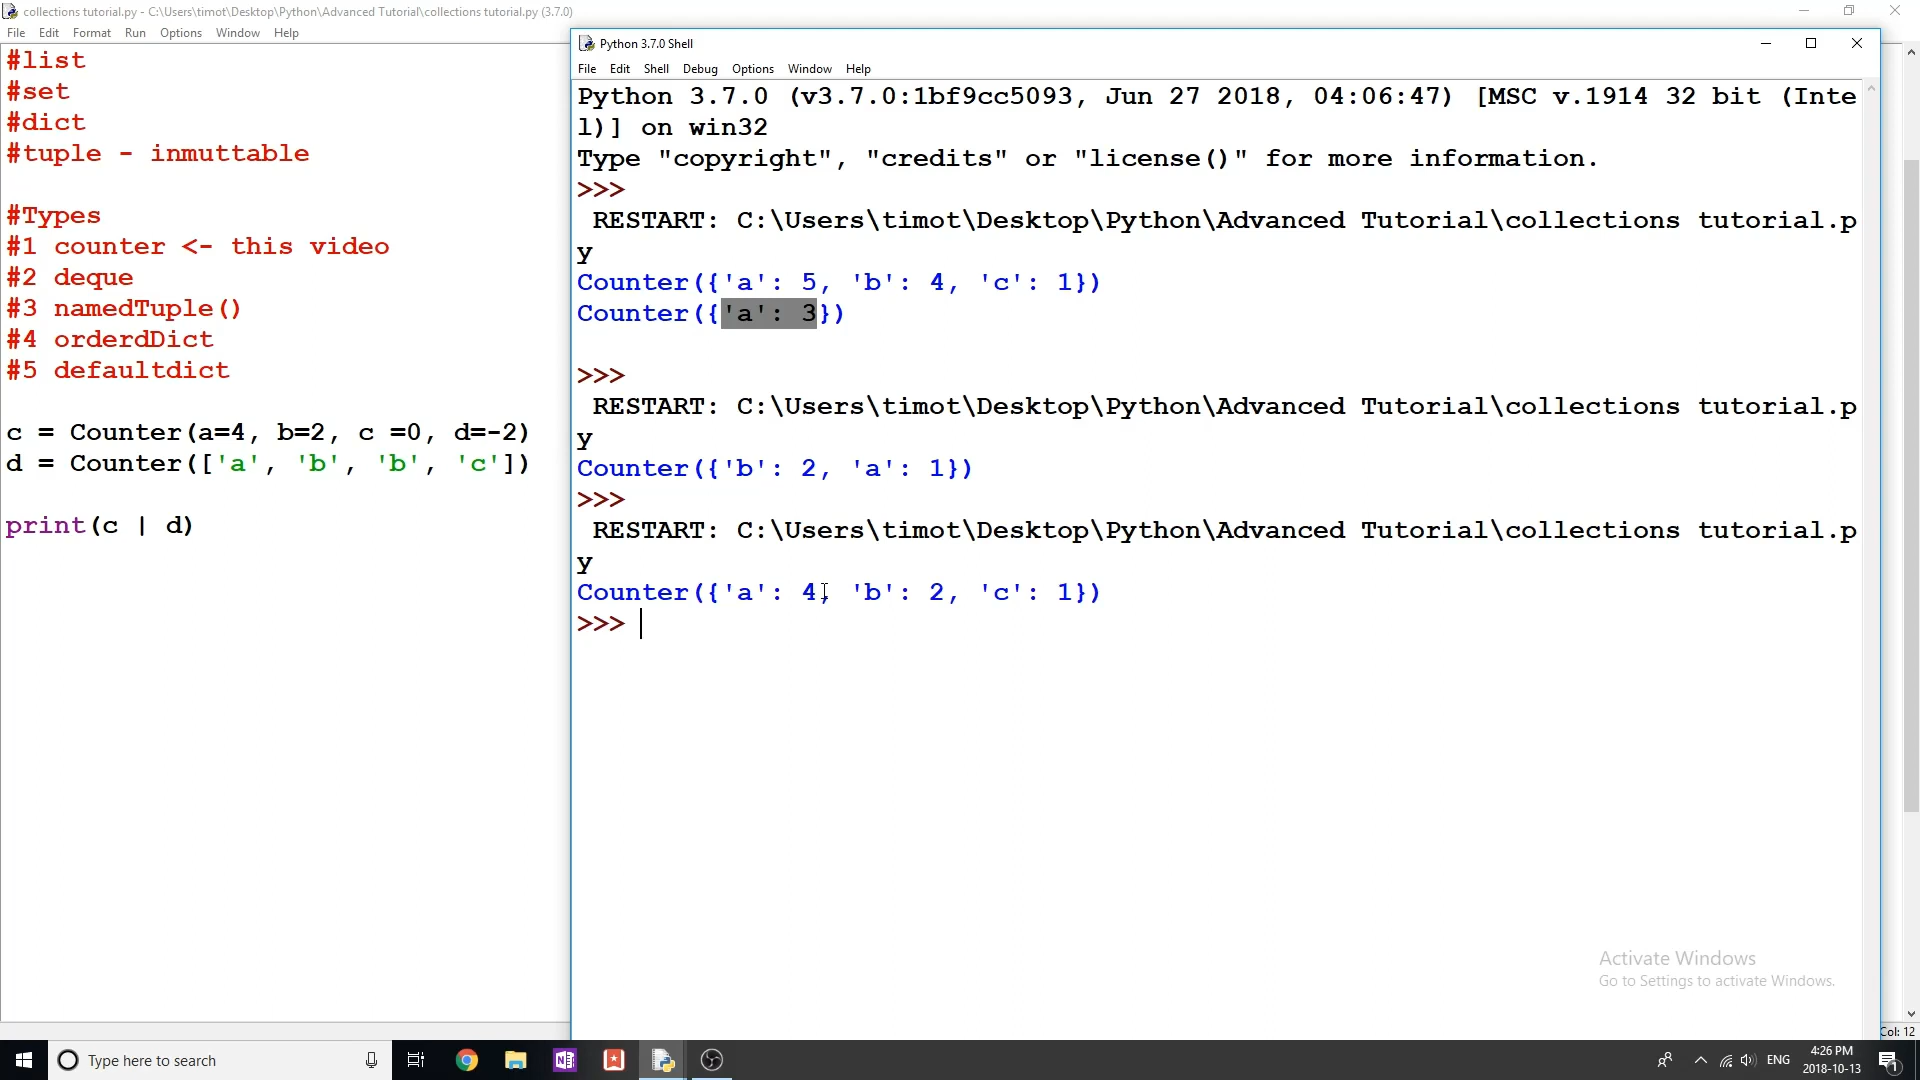 collections tutorial.py - C:\Users\timot\Desktop\Python\Advanced Tutorial\collections tutorial.py (3.7.0)
File Edit Format Run Options Window Help
#list
#set
#dict
#tuple - inmuttable
#Types
#1 counter <- this video
#2 deque
#3 namedTuple()
#4 orderdDict
#5 defaultdict
c = Counter(a=4, b=2, c =0, d=-2)
d = Counter(['a', 'b', 'b', 'c'])
print(c | d)
Python 3.7.0 Shell
File Edit Shell Debug Options Window Help
Python 3.7.0 (v3.7.0:1bf9cc5093, Jun 27 2018, 04:06:47) [MSC v.1914 32 bit (Inte
l)] on win32
Type "copyright", "credits" or "license()" for more information.
>>>
RESTART: C:\Users\timot\Desktop\Python\Advanced Tutorial\collections tutorial.p
y
Counter({'a': 5, 'b': 4, 'c': 1})
Counter({'a': 3})
>>>
RESTART: C:\Users\timot\Desktop\Python\Advanced Tutorial\collections tutorial.p
y
Counter({'b': 2, 'a': 1})
>>>
RESTART: C:\Users\timot\Desktop\Python\Advanced Tutorial\collections tutorial.p
y
Counter({'a': 4, 'b': 2, 'c': 1})
>>>
Activate Windows
Go to Settings to activate Windows.
Col: 12
Type here to search
ENG
4:26 PM
2018-10-13
1